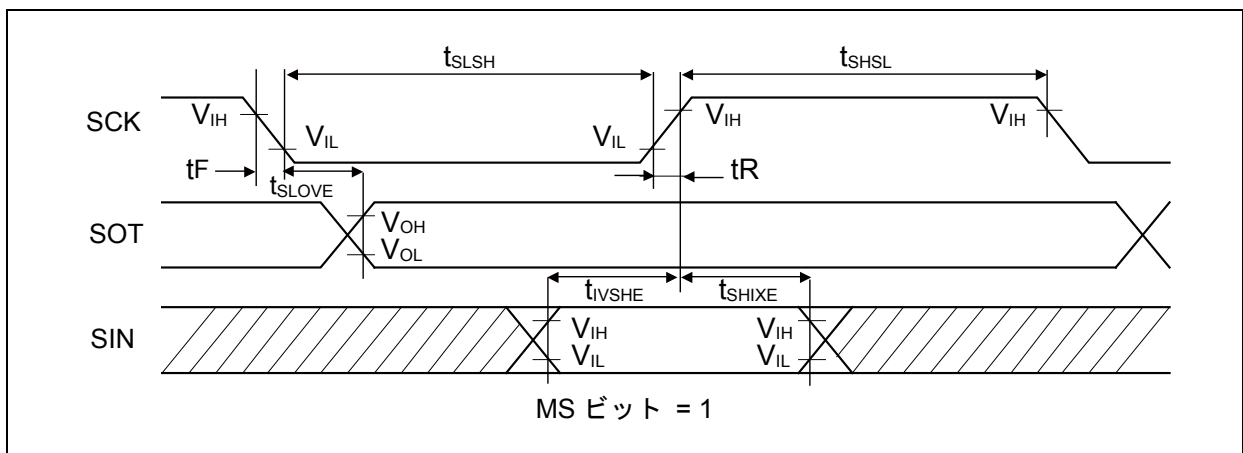 tSLSH tSHSL
SCK VIH VIL VIL VIH VIH
tF tSLOVE tR
SOT VOH
VOL
tIVSHE tSHIXE
SIN VIH VIH
VIL VIL
MS ビット = 1